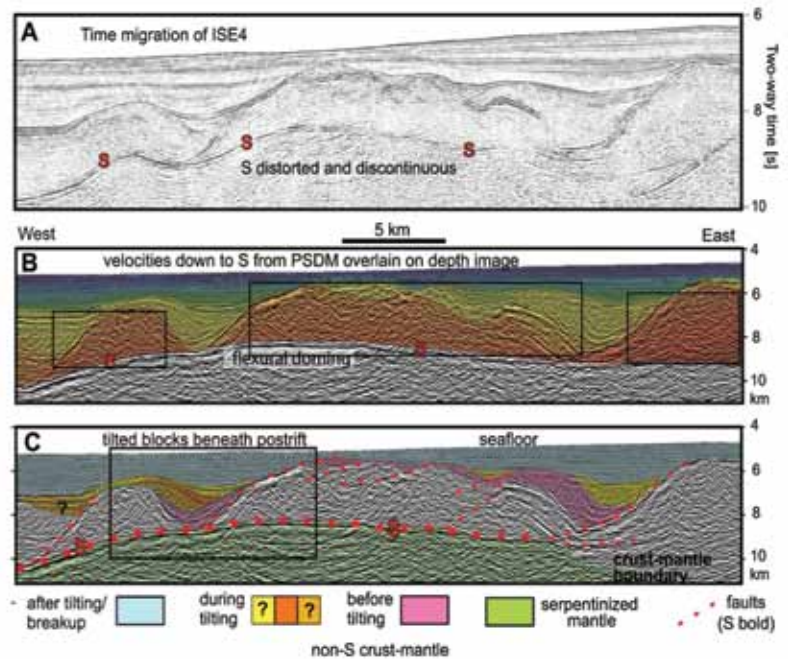 A
Time migration of ISE4
6
8
10
Two-way time [s]
S
S
S
S distorted and discontinuous
West
5 km
East
B
velocities down to S from PSDM overlain on depth image
4
6
8
10
km
S
S
flexural doming
C
tilted blocks beneath postrift
seafloor
4
6
8
10
km
?
crust-mantle
boundary
- after tilting/
breakup
during
tilting
?
?
before
tilting
serpentinized
mantle
faults
(S bold)
non-S crust-mantle